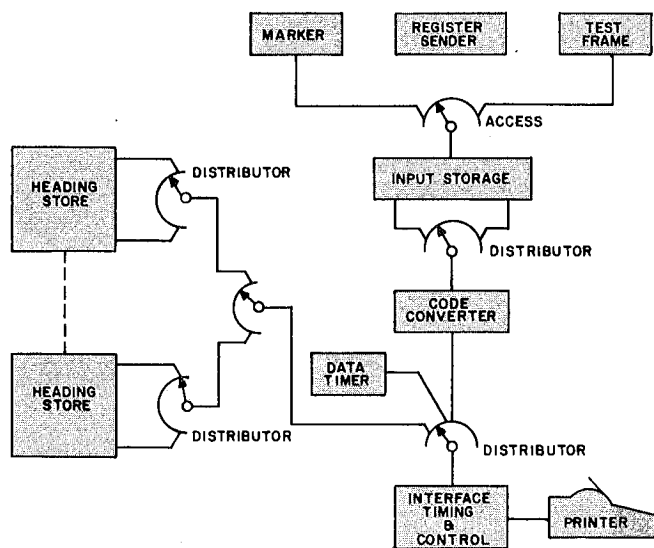 MARKER
REGISTER
SENDER
TEST
FRAME
ACCESS
INPUT STORAGE
HEADING
STORE
DISTRIBUTOR
DISTRIBUTOR
CODE
CONVERTER
HEADING
STORE
DISTRIBUTOR
DATA
TIMER
DISTRIBUTOR
INTERFACE
TIMING
&
CONTROL
PRINTER